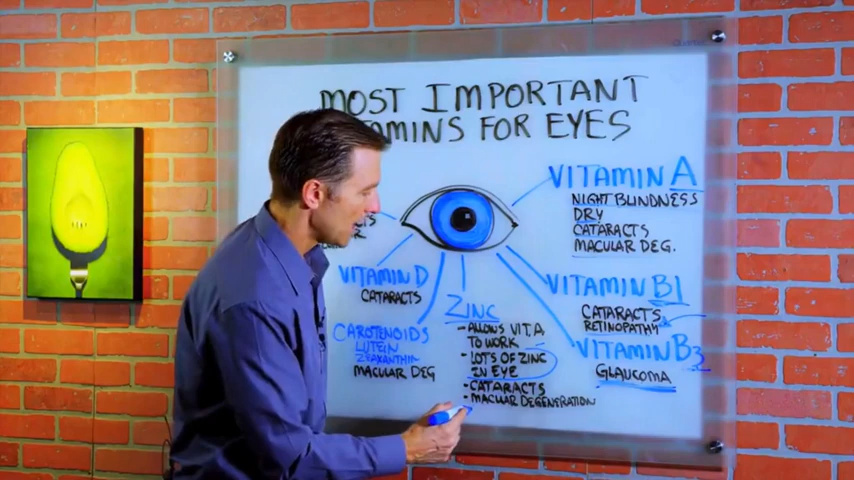 MOST IMPORTANT
FOR EYES
VITAMIN A
NIGHT BLINDNESS
DRY
CATARACTS
MACULAR DEG.
VITAMIN D
CATARACTS
CAROTENOIDS
LUTEIN
ZEAXANTHIN
MACULAR DEG
ZINC
- ALLOWS VIT.A
TO WORK
- LOTS OF ZINC
IN EYE
- CATARACTS
- MACULAR DEGENERATION
VITAMIN B1
CATARACTS
RETINOPATHY
VITAMIN B3
GLAUCOMA